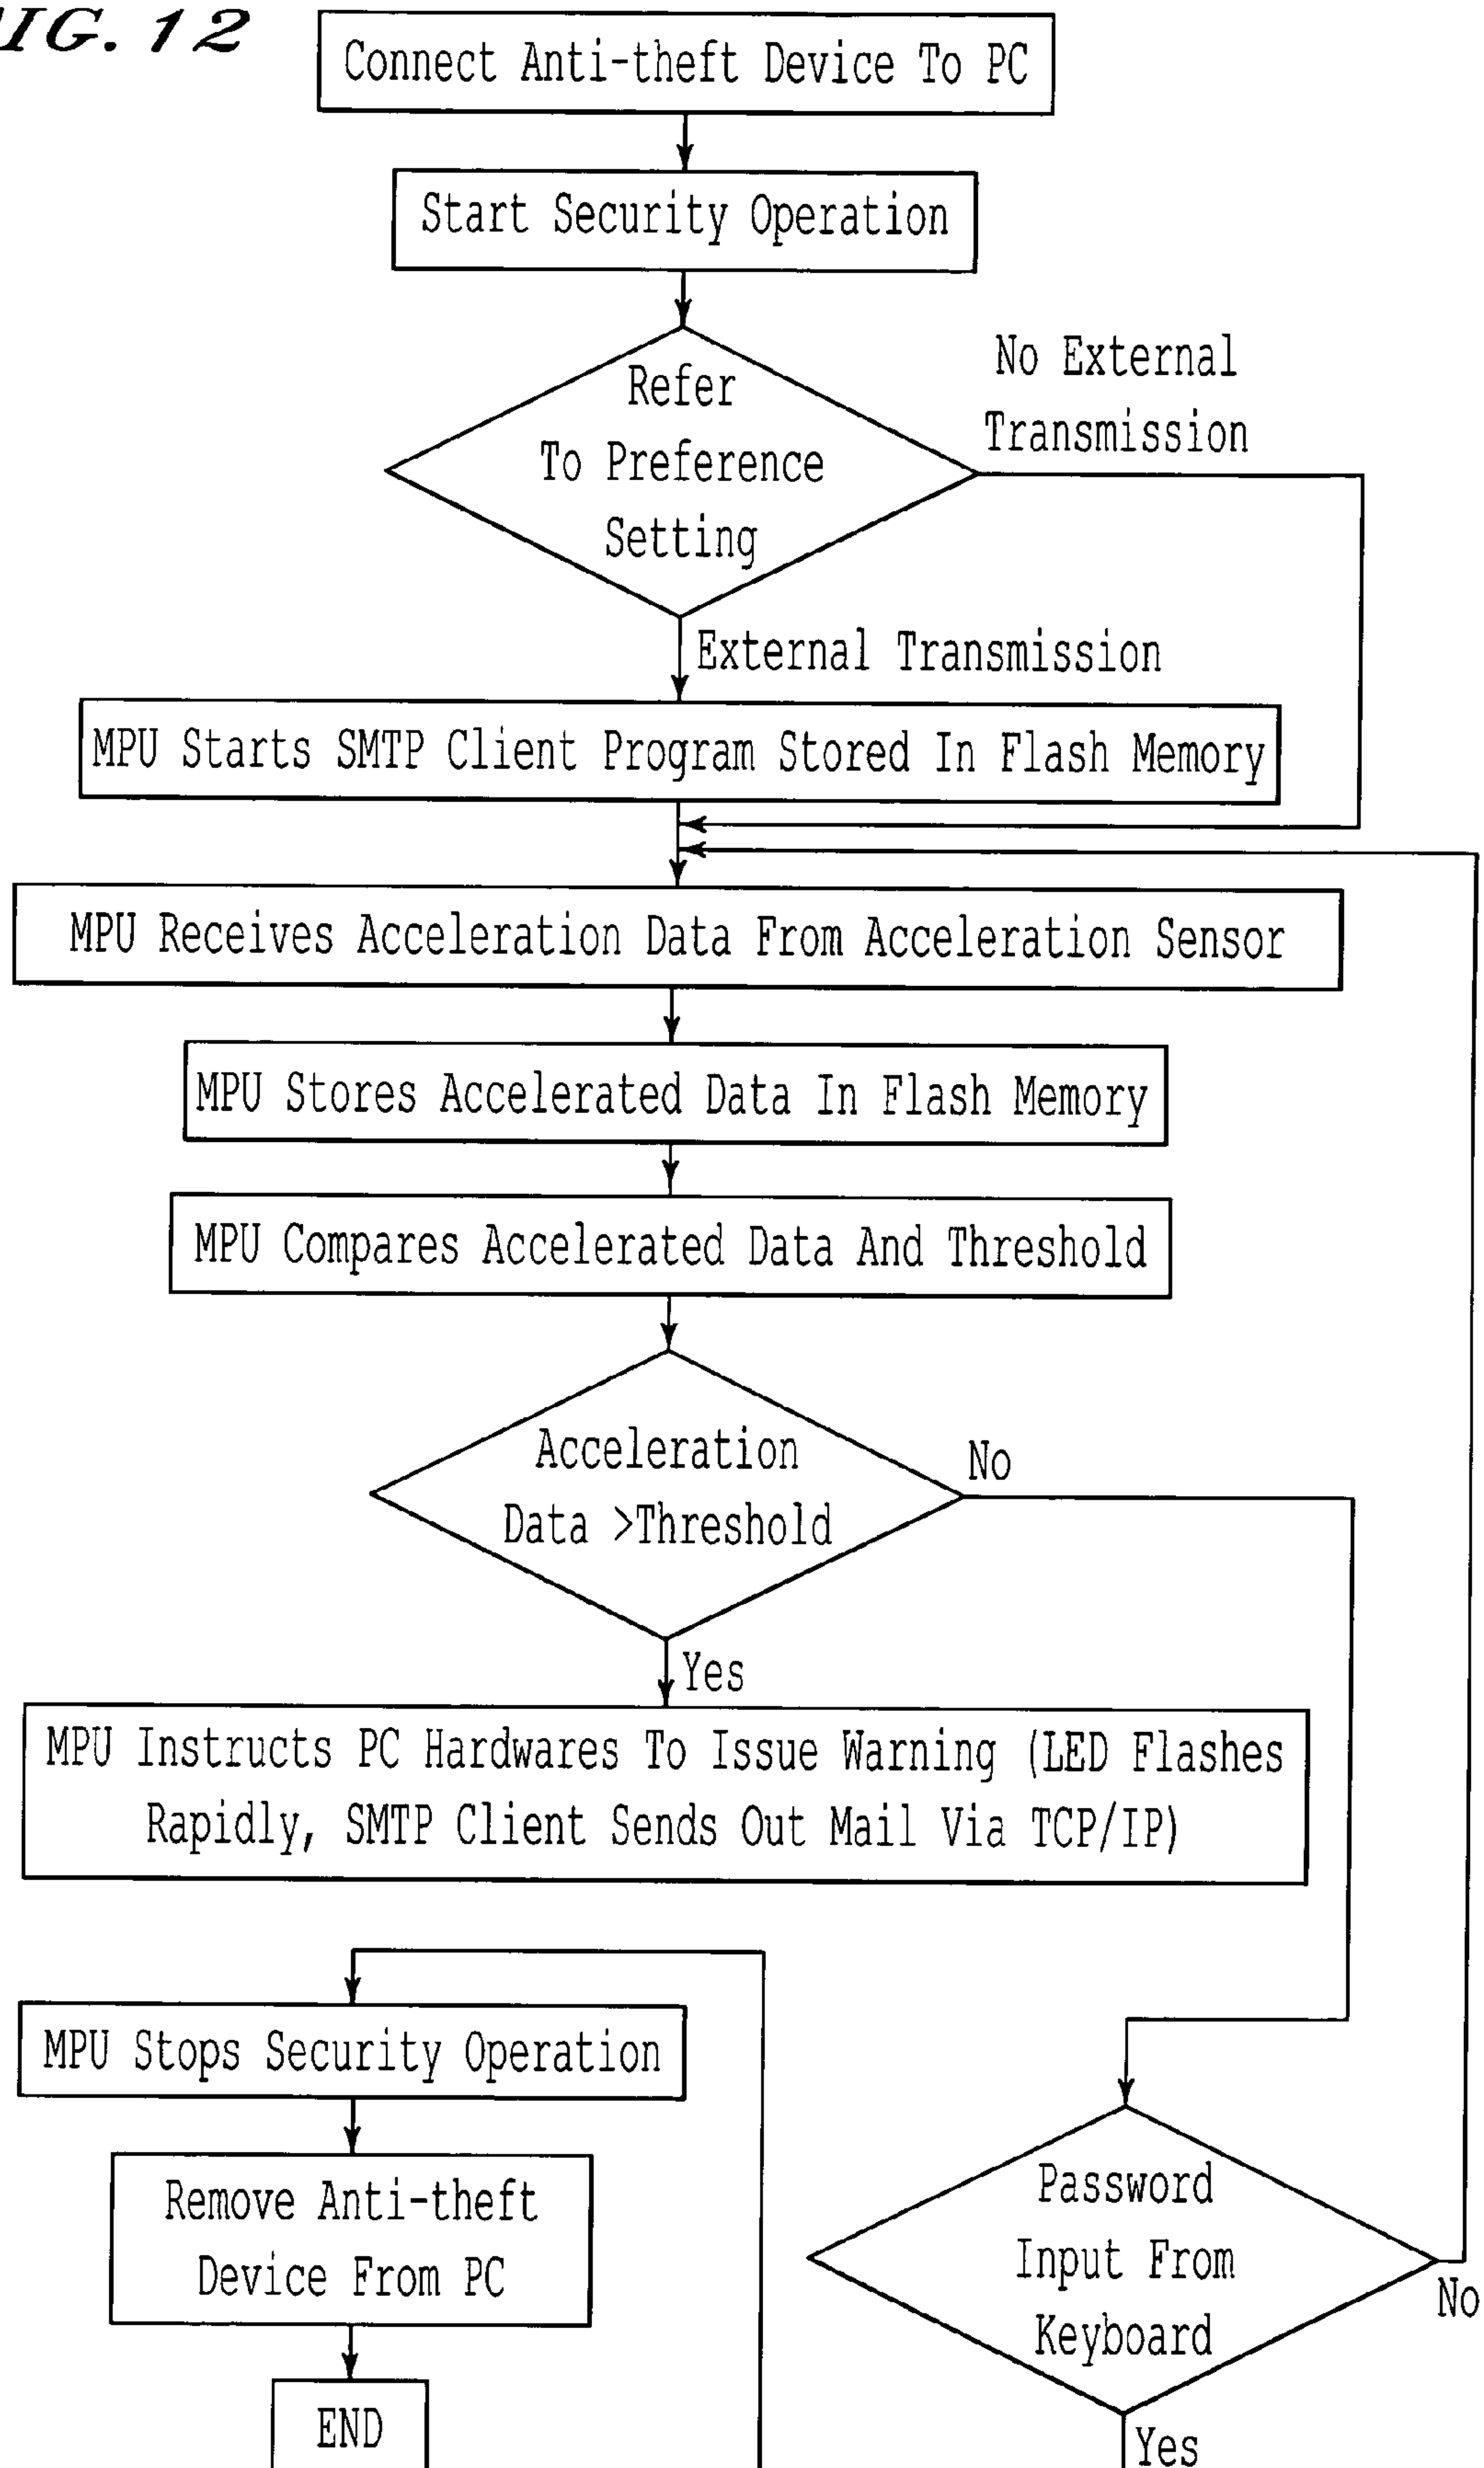 FIG. 12
Connect Anti-theft Device To PC
Start Security Operation
Refer
To Preference
Setting
No External
Transmission
External Transmission
MPU Starts SMTP Client Program Stored In Flash Memory
MPU Receives Acceleration Data From Acceleration Sensor
MPU Stores Accelerated Data In Flash Memory
MPU Compares Accelerated Data And Threshold
Acceleration
Data >Threshold
No
Yes
MPU Instructs PC Hardwares To Issue Warning (LED Flashes
Rapidly, SMTP Client Sends Out Mail Via TCP/IP)
MPU Stops Security Operation
Remove Anti-theft
Device From PC
END
Password
Input From
Keyboard
No
Yes